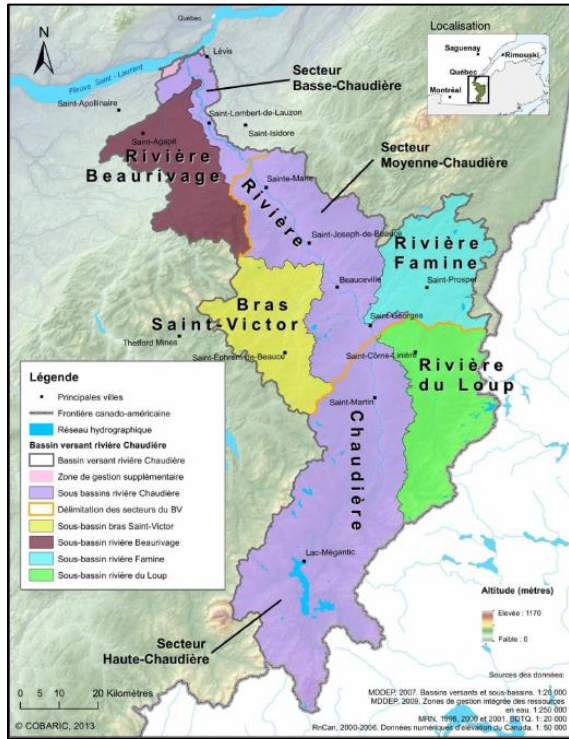 Localisation
Saguenay
Rimouski
Québec
Montréal
N
Québec
Lévis
Fleuve Saint-Laurent
Secteur
Basse-Chaudière
Saint-Apollinaire
Saint-Lambert-de-Lauzon
Saint-Isidore
Saint-Agapit
Rivière
Beaurivage
Secteur
Moyenne-Chaudière
Sainte-Marie
Rivière
Saint-Joseph-de-Beauce
Rivière
Famine
Beauceville
Saint-Prosper
Bras
Saint-Victor
Saint-Georges
Thetford Mines
Saint-Ephrem-de-Beauce
Saint-Côme-Linière
Rivière
du Loup
Saint-Martin
Chaudière
Légende
Principales villes
Frontière canado-américaine
Réseau hydrographique
Bassin versant rivière Chaudière
Bassin versant rivière Chaudière
Zone de gestion supplémentaire
Sous bassins rivière Chaudière
Délimitation des secteurs du BV
Sous-bassin bras Saint-Victor
Sous-bassin rivière Beaurivage
Sous-bassin rivière Famine
Sous-bassin rivière du Loup
Lac-Mégantic
Secteur
Haute-Chaudière
Altitude (mètres)
Elevée : 1170
Faible : 0
0 5 10 20 Kilomètres
© COBARIC, 2013
Sources des données:
MDDEP, 2007. Bassins versants et sous-bassins. 1:20 000
MDDEP, 2009. Zones de gestion intégrée des ressources
en eau. 1:250 000
MRN, 1998, 2000 et 2001. BDTQ. 1: 20 000
RnCan, 2000-2006. Données numériques d'élévation du Canada. 1: 50 000